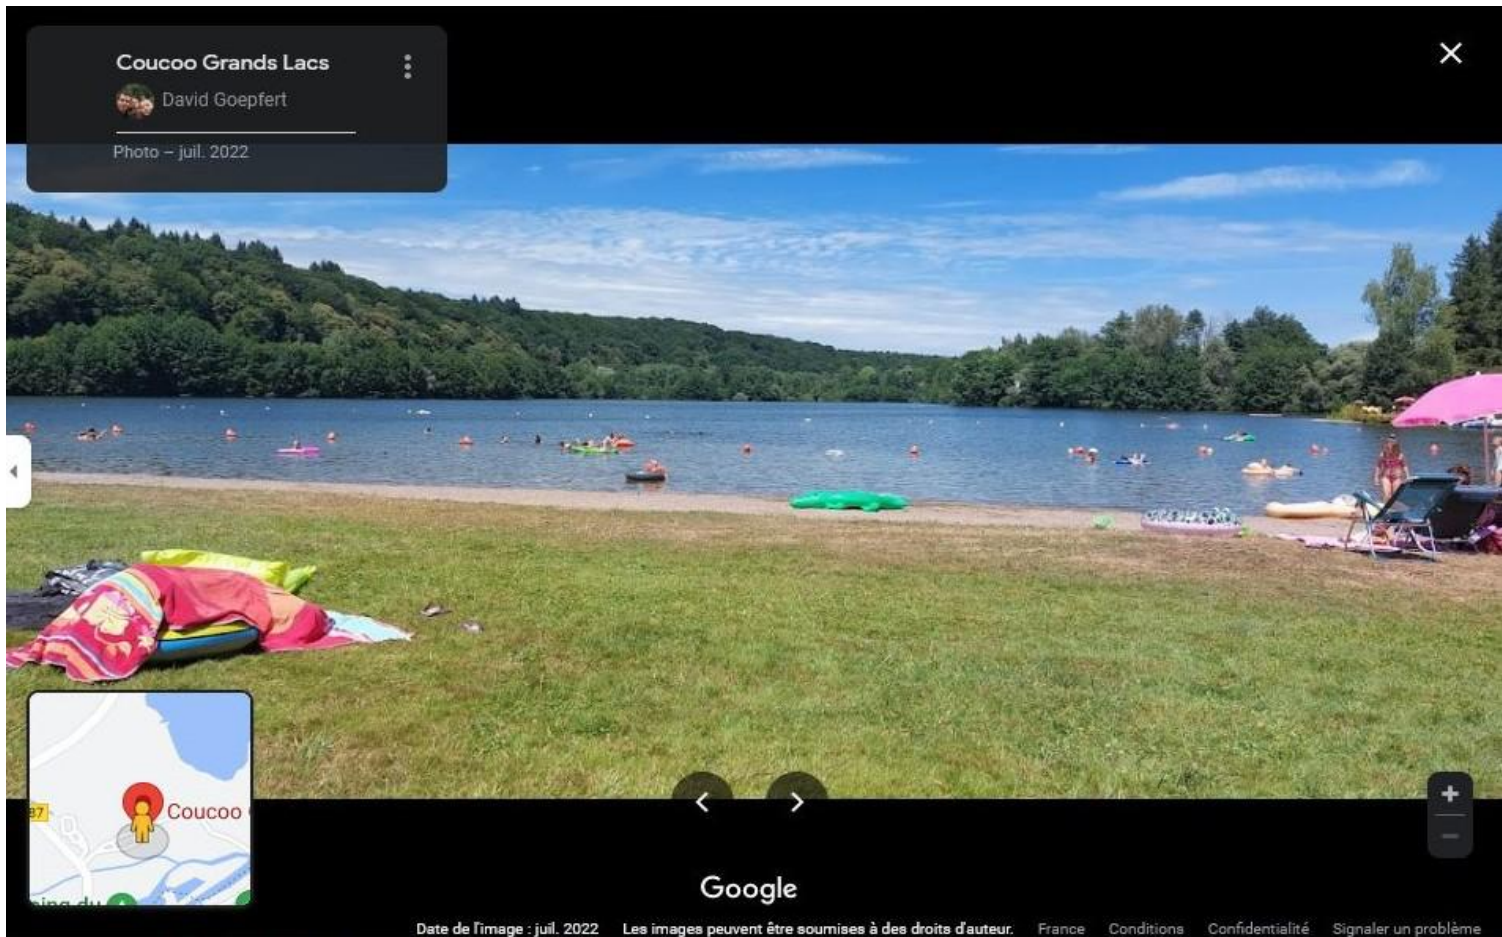 Coucoo Grands Lacs
David Goepfert
Photo – juil. 2022
87
Coucoo
Google
Date de l'image : juil. 2022 Les images peuvent être soumises à des droits d'auteur. France Conditions Confidentialité Signaler un problème